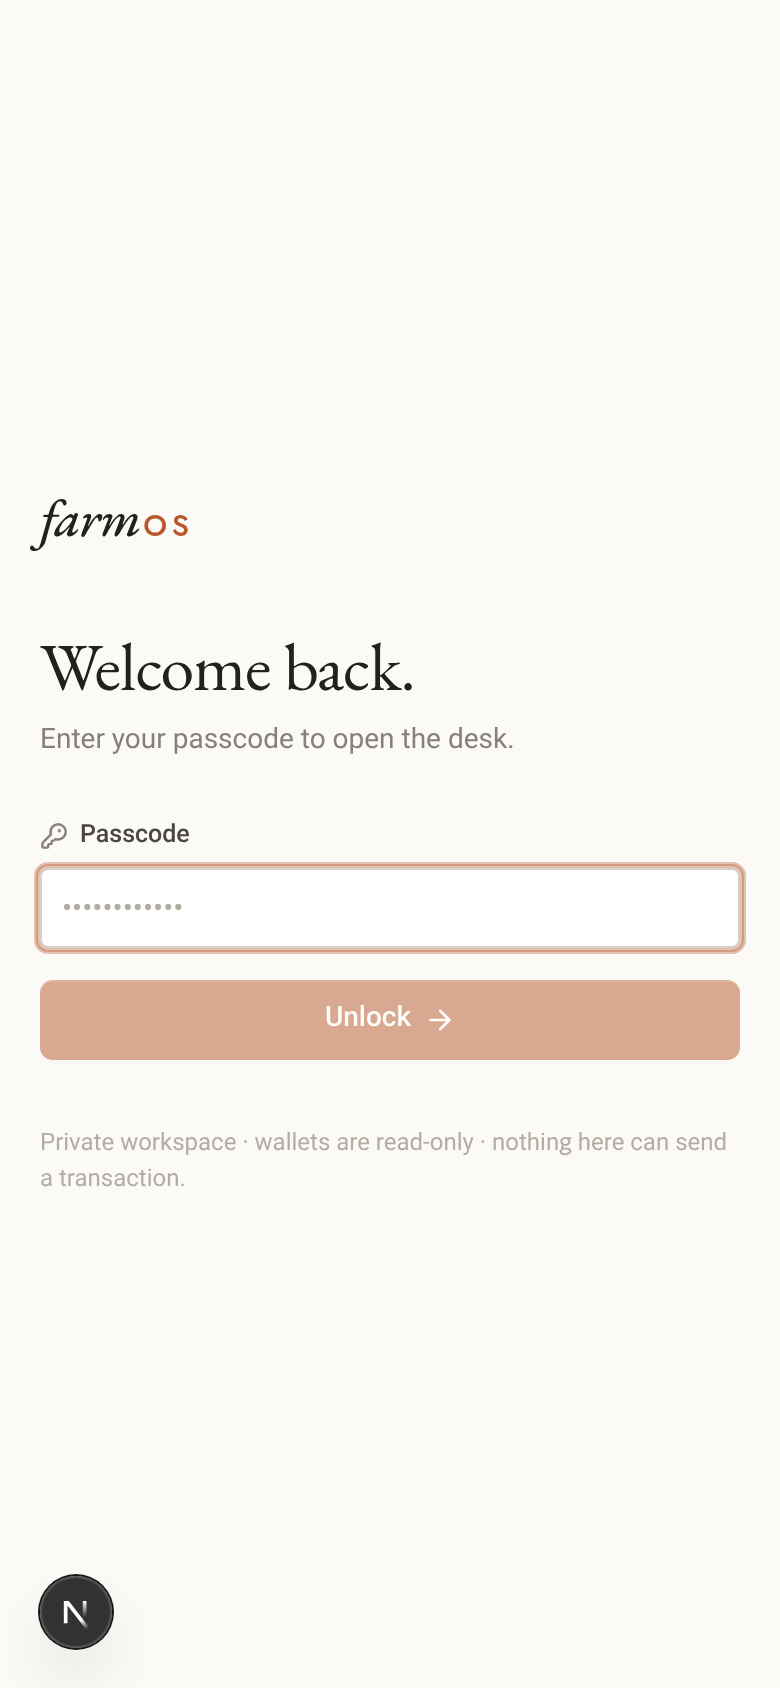 farmos
Welcome back.
Enter your passcode to open the desk.
Passcode
••••••••••••
Unlock →
Private workspace · wallets are read-only · nothing here can send
a transaction.
N